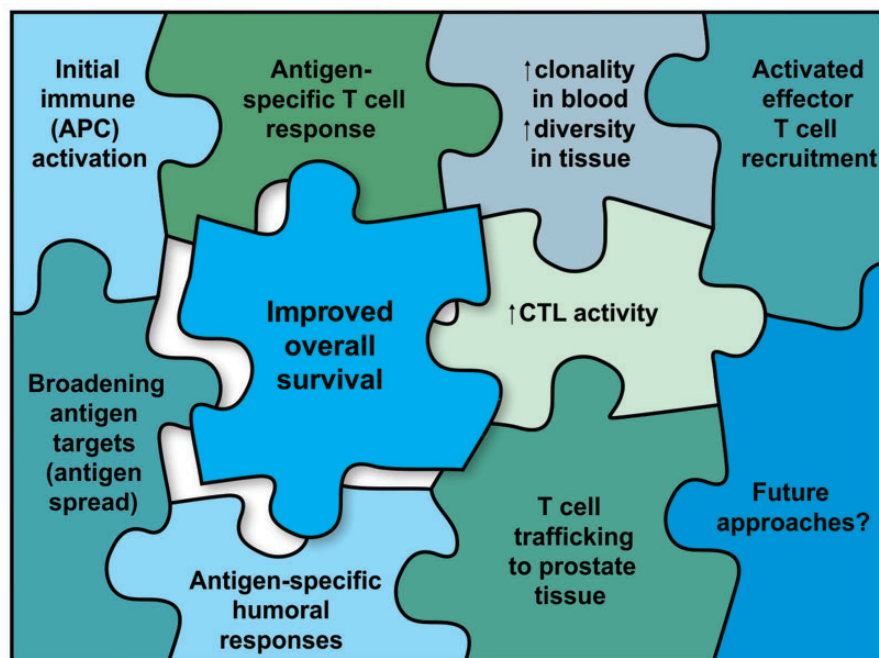 Initial
immune
(APC)
activation
Antigen-
specific T cell
response
↑clonality
in blood
↑diversity
in tissue
Activated
effector
T cell
recruitment
Improved
overall
survival
↑CTL activity
Broadening
antigen
targets
(antigen
spread)
Antigen-specific
humoral
responses
T cell
trafficking
to prostate
tissue
Future
approaches?